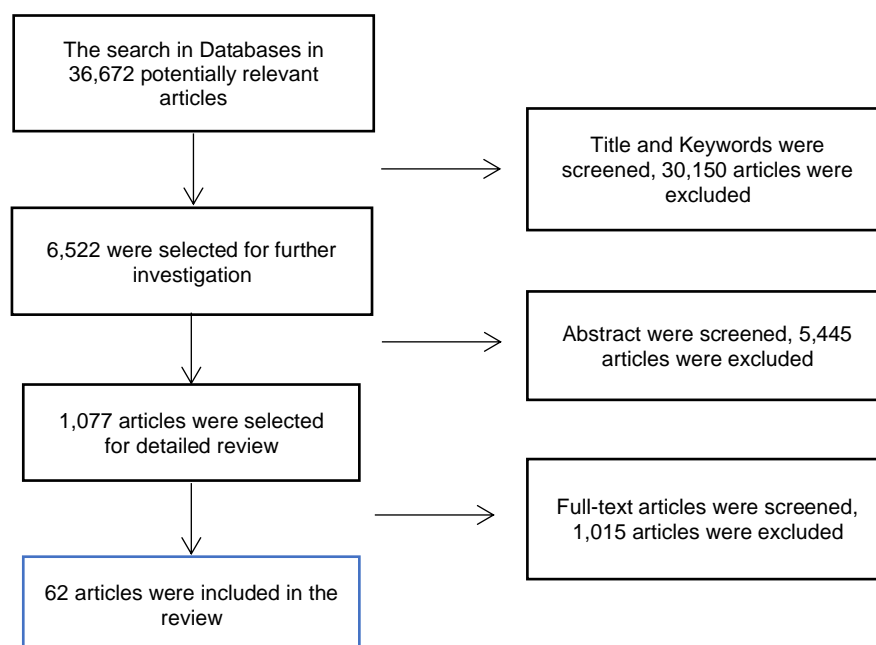 The search in Databases in
36,672 potentially relevant
articles
Title and Keywords were
screened, 30,150 articles were
excluded
6,522 were selected for further
investigation
Abstract were screened, 5,445
articles were excluded
1,077 articles were selected
for detailed review
Full-text articles were screened,
1,015 articles were excluded
62 articles were included in the
review